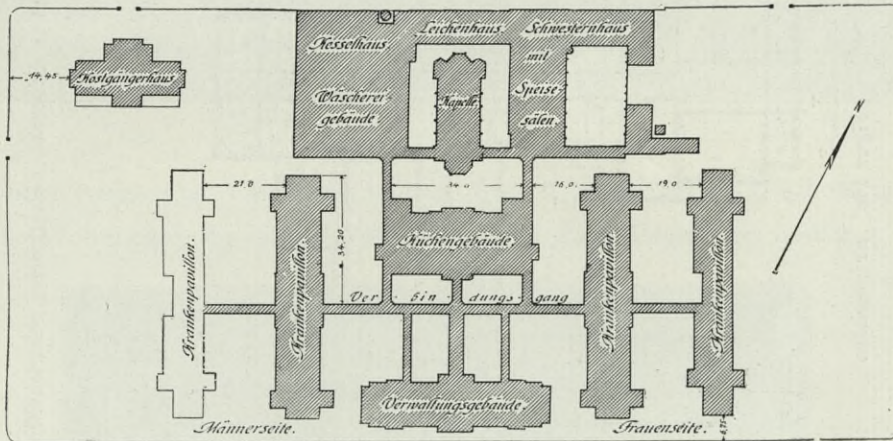 Kesselhaus
Leichenhaus
Schwesternhaus
mit
Speise-
sälen.
14,45
Kostgängerhaus
Wäscherei
gebäude.
Kapelle
N
21,0
34,0
16,0
19,0
34,20
Küchengebäude.
Krankenpavillon.
Krankenpavillon.
Krankenpavillon.
Krankenpavillon.
Ver bin dungs gang
Verwaltungsgebäude.
Männerseite.
Frauenseite.